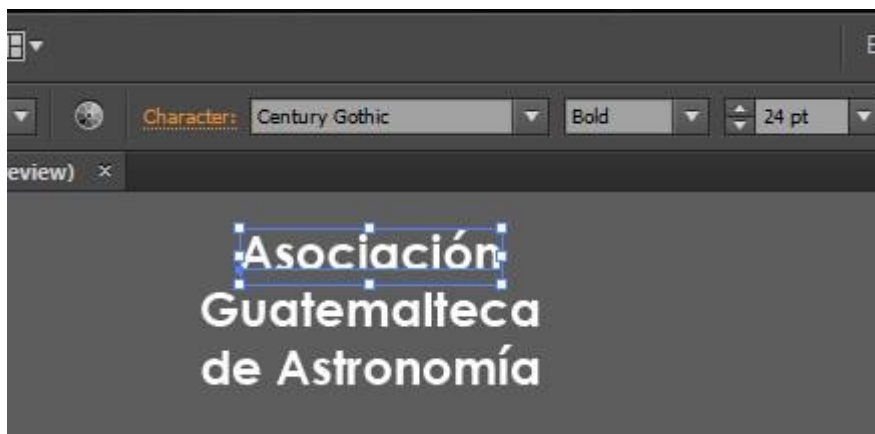 Character: Century Gothic Bold 24 pt
eview) ×
Asociación
Guatemalteca
de Astronomía